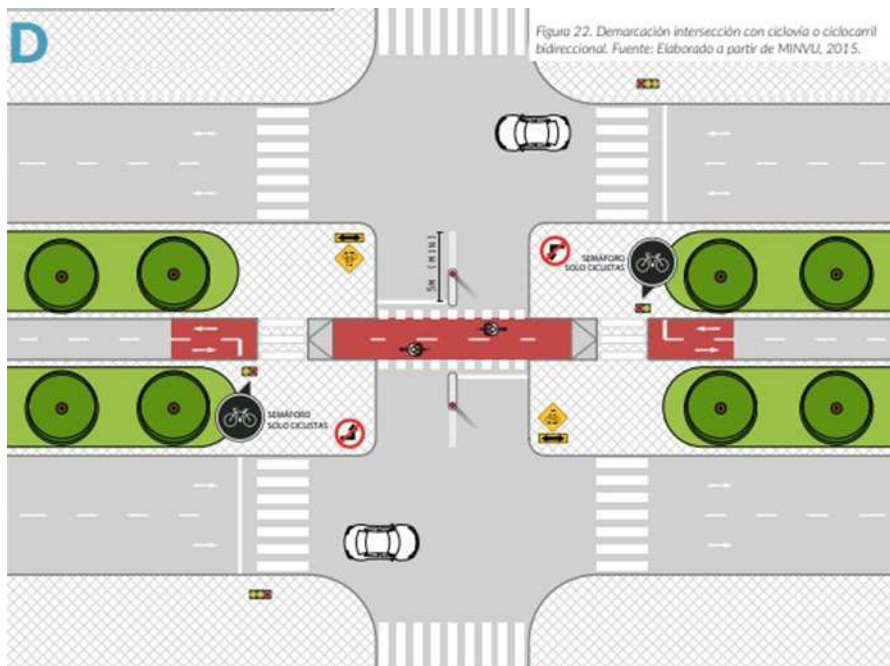 D
Figura 22. Demarcación intersección con ciclovía o ciclocarril
bidireccional. Fuente: Elaborado a partir de MINVU, 2015.
5M (MIN)
SEMÁFORO
SOLO CICLISTAS
SEMÁFORO
SOLO CICLISTAS